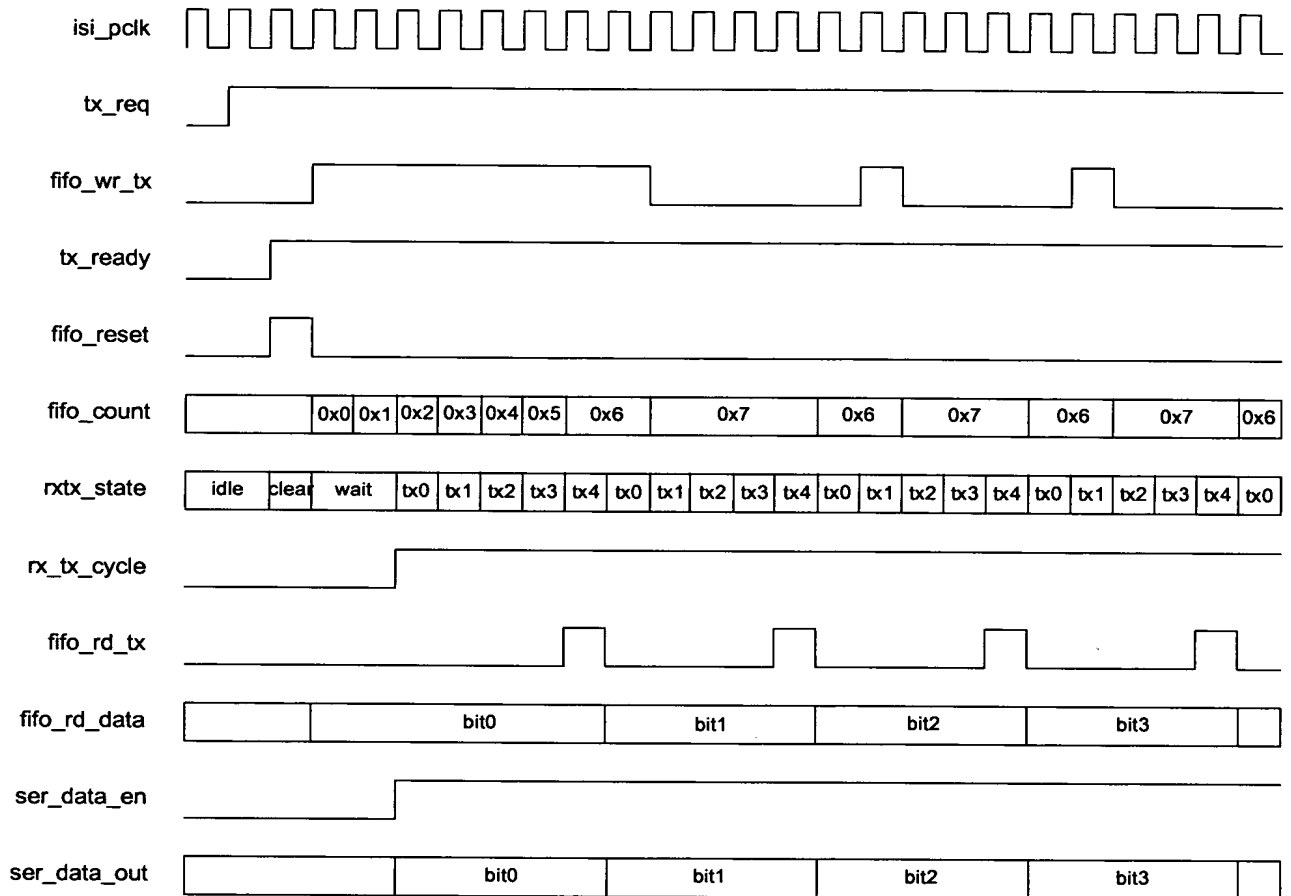 isi_pclk
tx_req
fifo_wr_tx
tx_ready
fifo_reset
fifo_count 0x0 0x1 0x2 0x3 0x4 0x5 0x6 0x7 0x6 0x7 0x6 0x7 0x6
rxtx_state idle clear wait tx0 tx1 tx2 tx3 tx4 tx0 tx1 tx2 tx3 tx4 tx0 tx1 tx2 tx3 tx4 tx0 tx1 tx2 tx3 tx4 tx0
rx_tx_cycle
fifo_rd_tx
fifo_rd_data bit0 bit1 bit2 bit3
ser_data_en
ser_data_out bit0 bit1 bit2 bit3